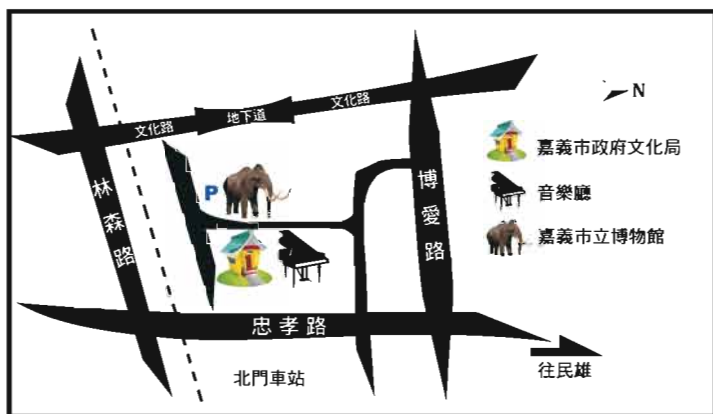 文化路
地下道
文化路
N
嘉義市政府文化局
林森路
P
博愛路
音樂廳
嘉義市立博物館
忠孝路
北門車站
往民雄